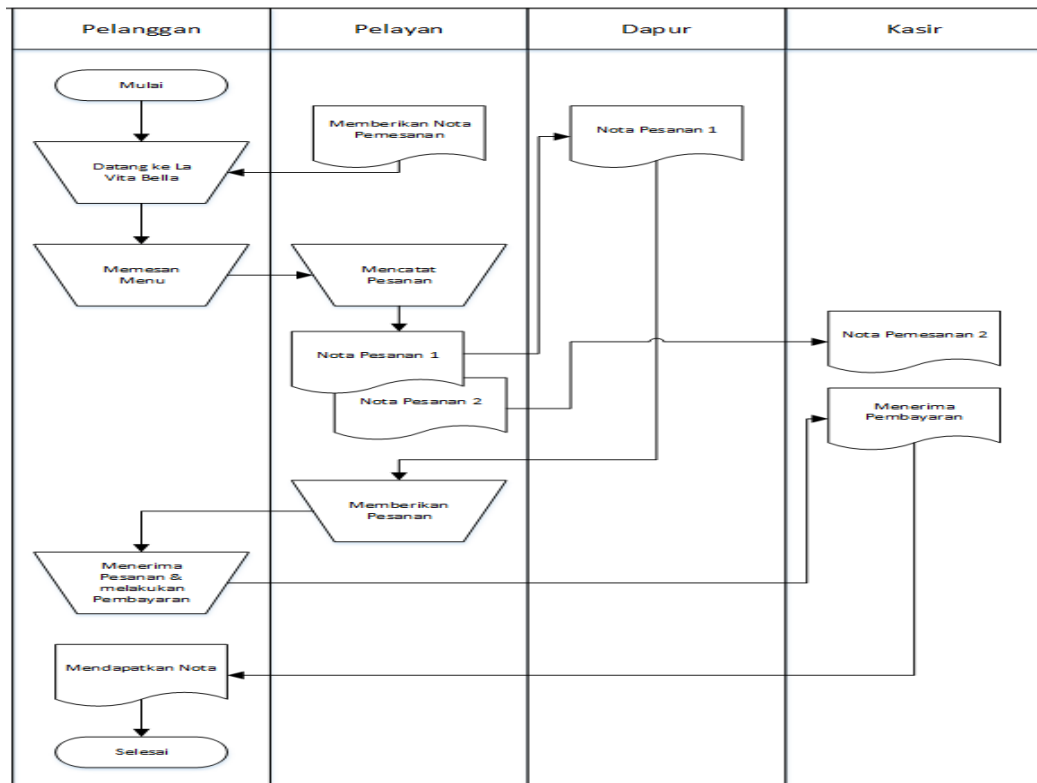 Pelanggan
Pelayan
Dapur
Kasir
Mulai
Memberikan Nota
Pemesanan
Nota Pesanan 1
Datang ke La
Vita Bella
Memesan
Menu
Mencatat
Pesanan
Nota Pesanan 1
Nota Pesanan 2
Nota Pemesanan 2
Menerima
Pembayaran
Memberikan
Pesanan
Menerima
Pesanan &
melakukan
Pembayaran
Mendapatkan Nota
Selesai